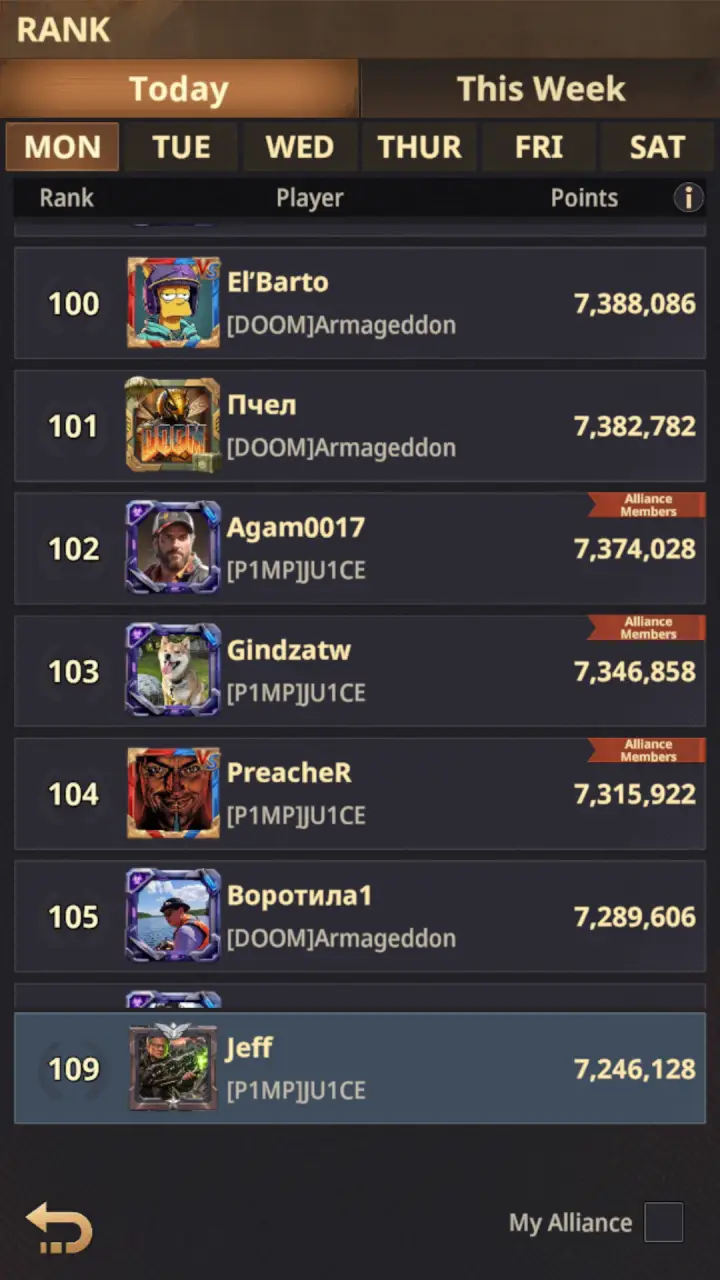 RANK
Today
This Week
MON
TUE
WED
THUR
FRI
SAT
Rank
Player
Points
100
VS
El'Barto
[DOOM]Armageddon
7,388,086
101
DOOM
Пчел
[DOOM]Armageddon
7,382,782
102
Agam0017
[P1MP]JU1CE
Alliance
Members
7,374,028
103
Gindzatw
[P1MP]JU1CE
Alliance
Members
7,346,858
104
VS
PreacheR
[P1MP]JU1CE
Alliance
Members
7,315,922
105
Воротила1
[DOOM]Armageddon
7,289,606
109
Jeff
[P1MP]JU1CE
7,246,128
My Alliance